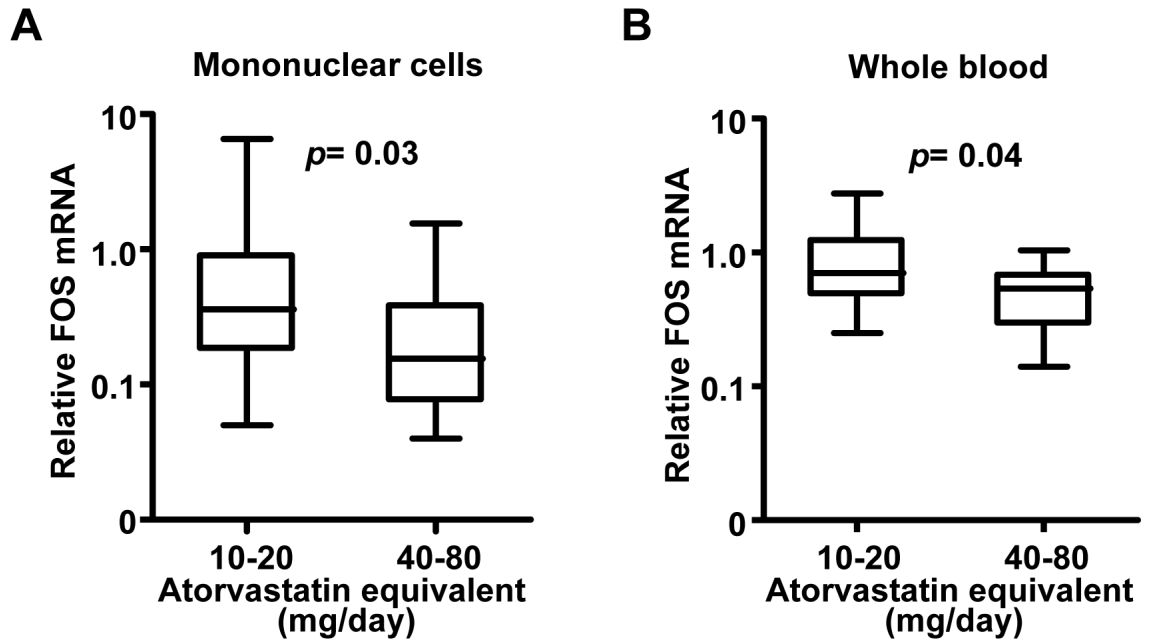 A
Mononuclear cells
10
1.0
0.1
0
Relative FOS mRNA
p= 0.03
10-20
40-80
Atorvastatin equivalent
(mg/day)
B
Whole blood
10
1.0
0.1
0
Relative FOS mRNA
p= 0.04
10-20
40-80
Atorvastatin equivalent
(mg/day)